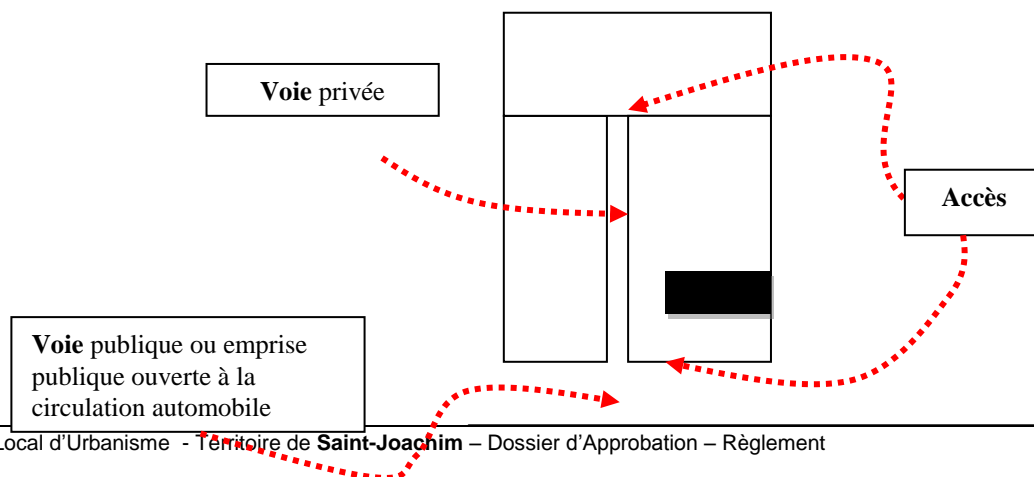 Voie privée
Accès
Voie publique ou emprise
publique ouverte à la
circulation automobile
Local d'Urbanisme - Territoire de Saint-Joachim – Dossier d'Approbation – Règlement